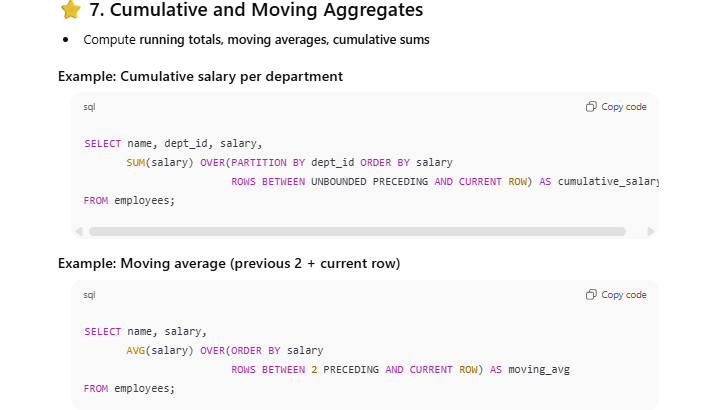 ⭐ 7. Cumulative and Moving Aggregates
• Compute running totals, moving averages, cumulative sums
Example: Cumulative salary per department
sql Copy code
SELECT name, dept_id, salary,
       SUM(salary) OVER(PARTITION BY dept_id ORDER BY salary
                        ROWS BETWEEN UNBOUNDED PRECEDING AND CURRENT ROW) AS cumulative_salary
FROM employees;
Example: Moving average (previous 2 + current row)
sql Copy code
SELECT name, salary,
       AVG(salary) OVER(ORDER BY salary
                        ROWS BETWEEN 2 PRECEDING AND CURRENT ROW) AS moving_avg
FROM employees;